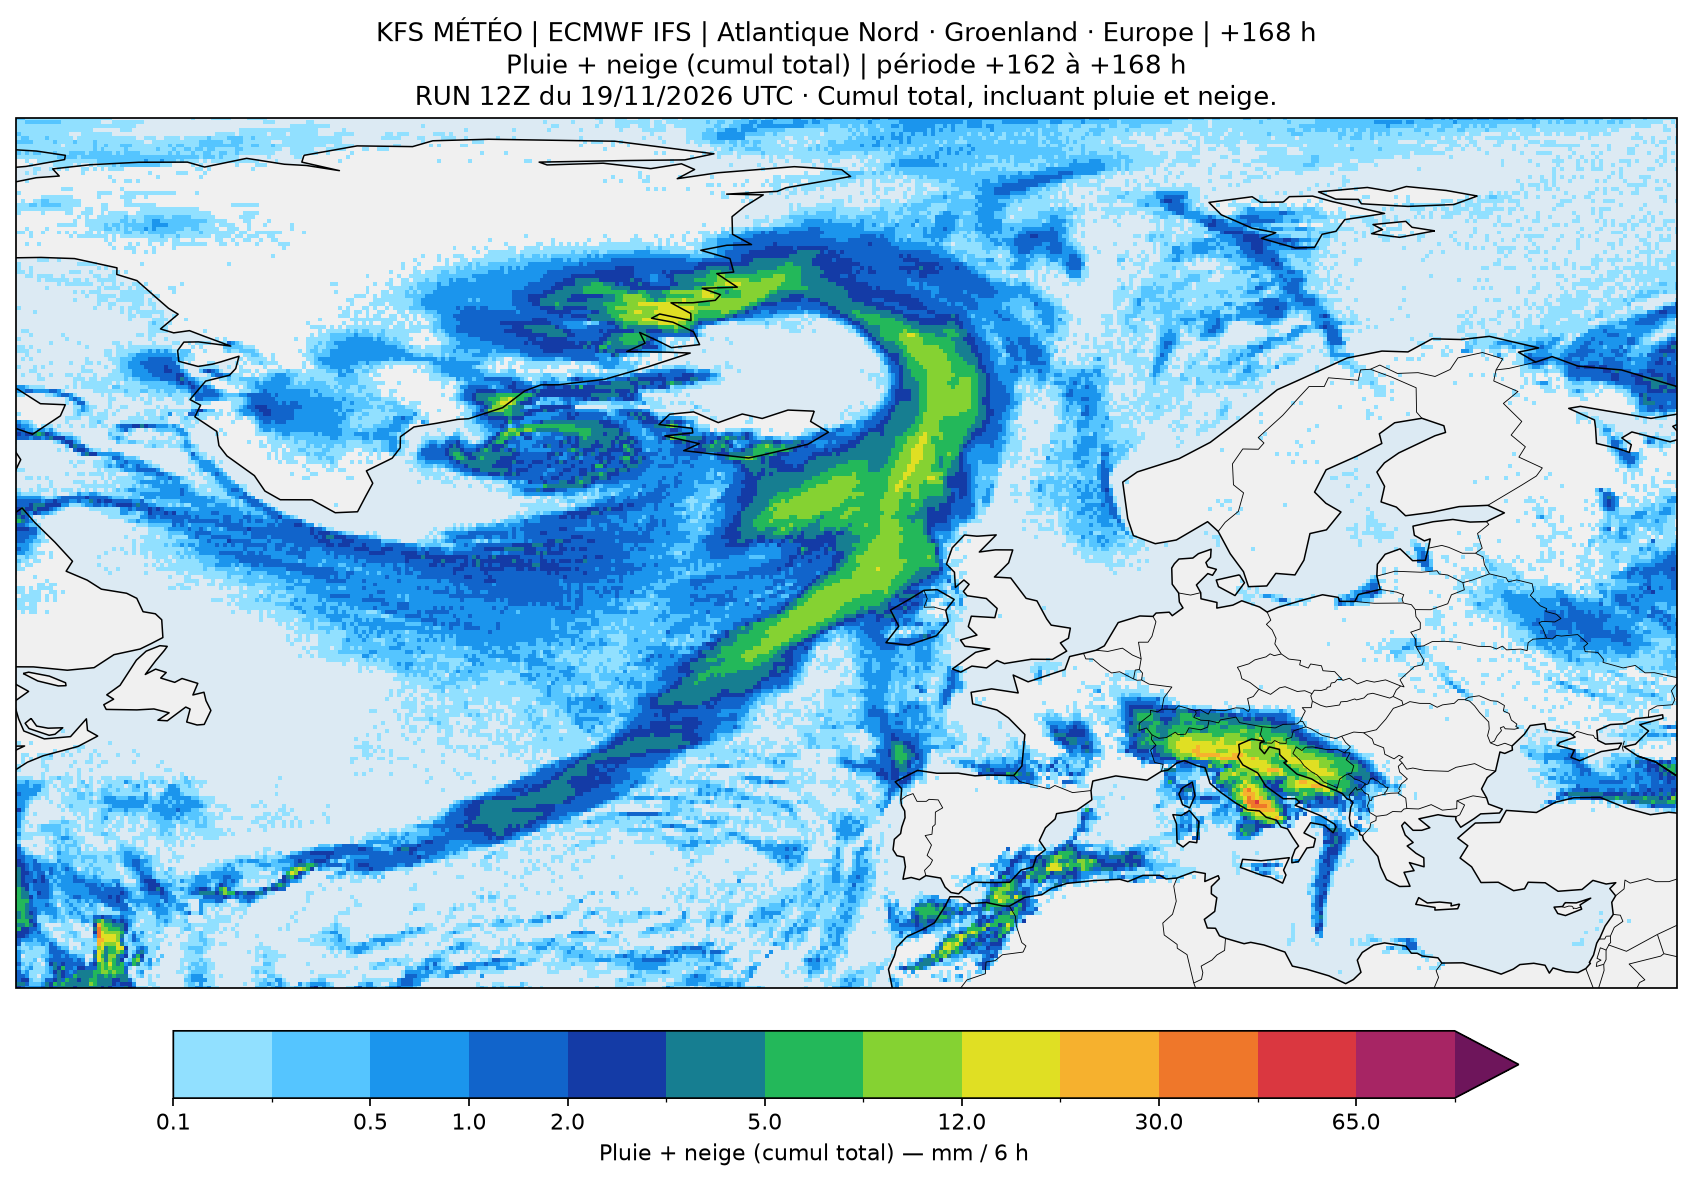 KFS MÉTÉO | ECMWF IFS | Atlantique Nord · Groenland · Europe | +168 h
Pluie + neige (cumul total) | période +162 à +168 h
RUN 12Z du 19/11/2026 UTC · Cumul total, incluant pluie et neige.
0.1 0.5 1.0 2.0 5.0 12.0 30.0 65.0
Pluie + neige (cumul total) — mm / 6 h